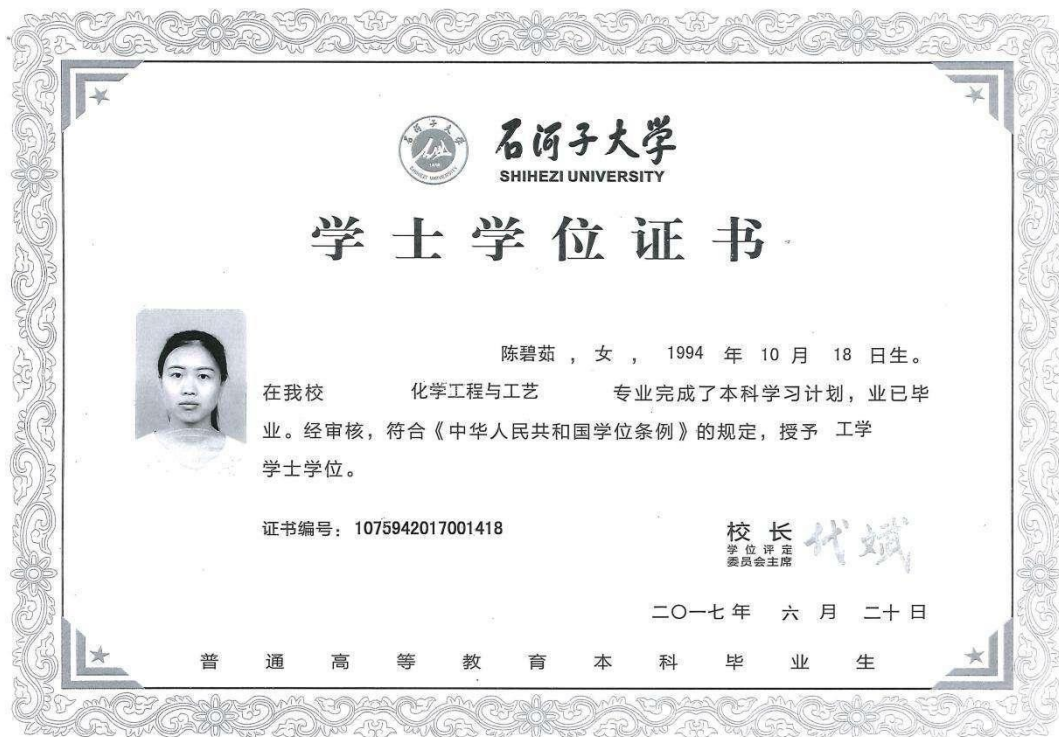 石河子大学
SHIHEZI UNIVERSITY
学士学位证书
陈碧茹 ，女 ， 1994 年 10 月 18 日生。
在我校 化学工程与工艺 专业完成了本科学习计划，业已毕
业。经审核，符合《中华人民共和国学位条例》的规定，授予 工学
学士学位。
证书编号：1075942017001418
校 长 代斌
学位评定
委员会主席
二〇一七年 六 月 二十 日
普 通 高 等 教 育 本 科 毕 业 生